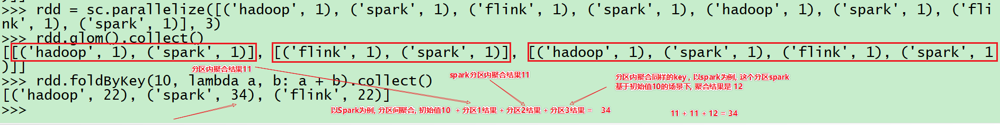 >>> rdd = sc.parallelize([('hadoop', 1), ('spark', 1), ('flink', 1), ('spark', 1), ('hadoop', 1), ('spark', 1), ('fli
nk', 1), ('spark', 1)], 3)
>>> rdd.glom().collect()
[[('hadoop', 1), ('spark', 1)], [('flink', 1), ('spark', 1)], [('hadoop', 1), ('spark', 1), ('flink', 1), ('spark', 1
)]]
分区内聚合结果11
spark分区内聚合结果11
分区内聚合同样的key , 以spark为例, 这个分区spark
基于初始值10的场景下, 聚合结果是 12
>>> rdd.foldByKey(10, lambda a, b: a + b).collect()
[('hadoop', 22), ('spark', 34), ('flink', 22)]
>>>
以Spark为例, 分区间聚合, 初始值10 + 分区1结果 + 分区2结果 + 分区3结果 = 34
11 + 11 + 12 = 34